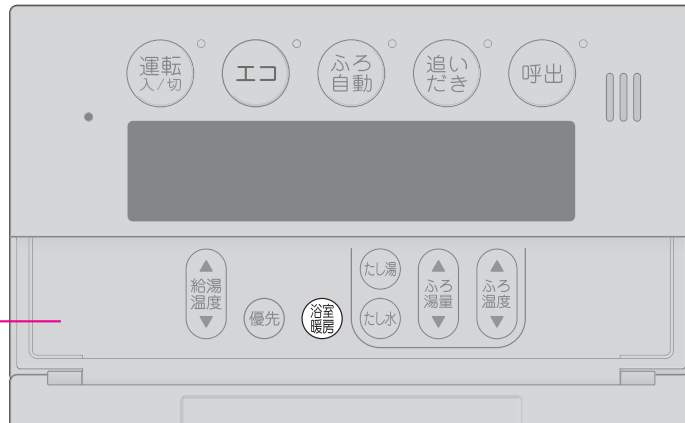 運転
入/切
エコ
ふろ
自動
追い
だき
呼出
給湯
温度
優先
浴室
暖房
たし湯
たし水
ふろ
湯量
ふろ
温度